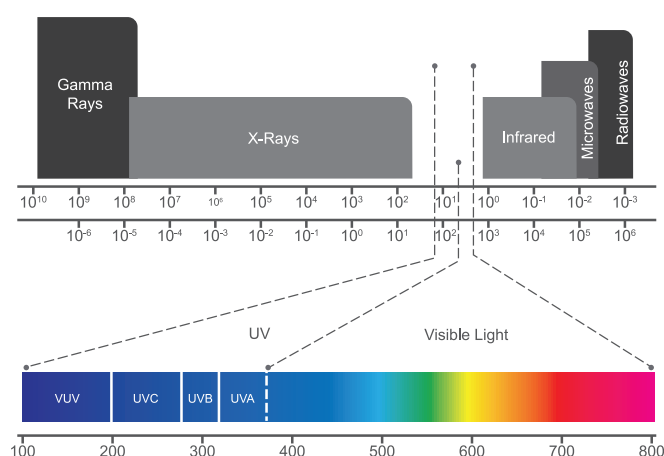 Gamma
Rays
X-Rays
Infrared
Microwaves
Radiowaves
10¹⁰ 10⁹ 10⁸ 10⁷ 10⁶ 10⁵ 10⁴ 10³ 10² 10¹ 10⁰ 10⁻¹ 10⁻² 10⁻³
10⁻⁶ 10⁻⁵ 10⁻⁴ 10⁻³ 10⁻² 10⁻¹ 10⁰ 10¹ 10² 10³ 10⁴ 10⁵ 10⁶
UV Visible Light
VUV UVC UVB UVA
100 200 300 400 500 600 700 800